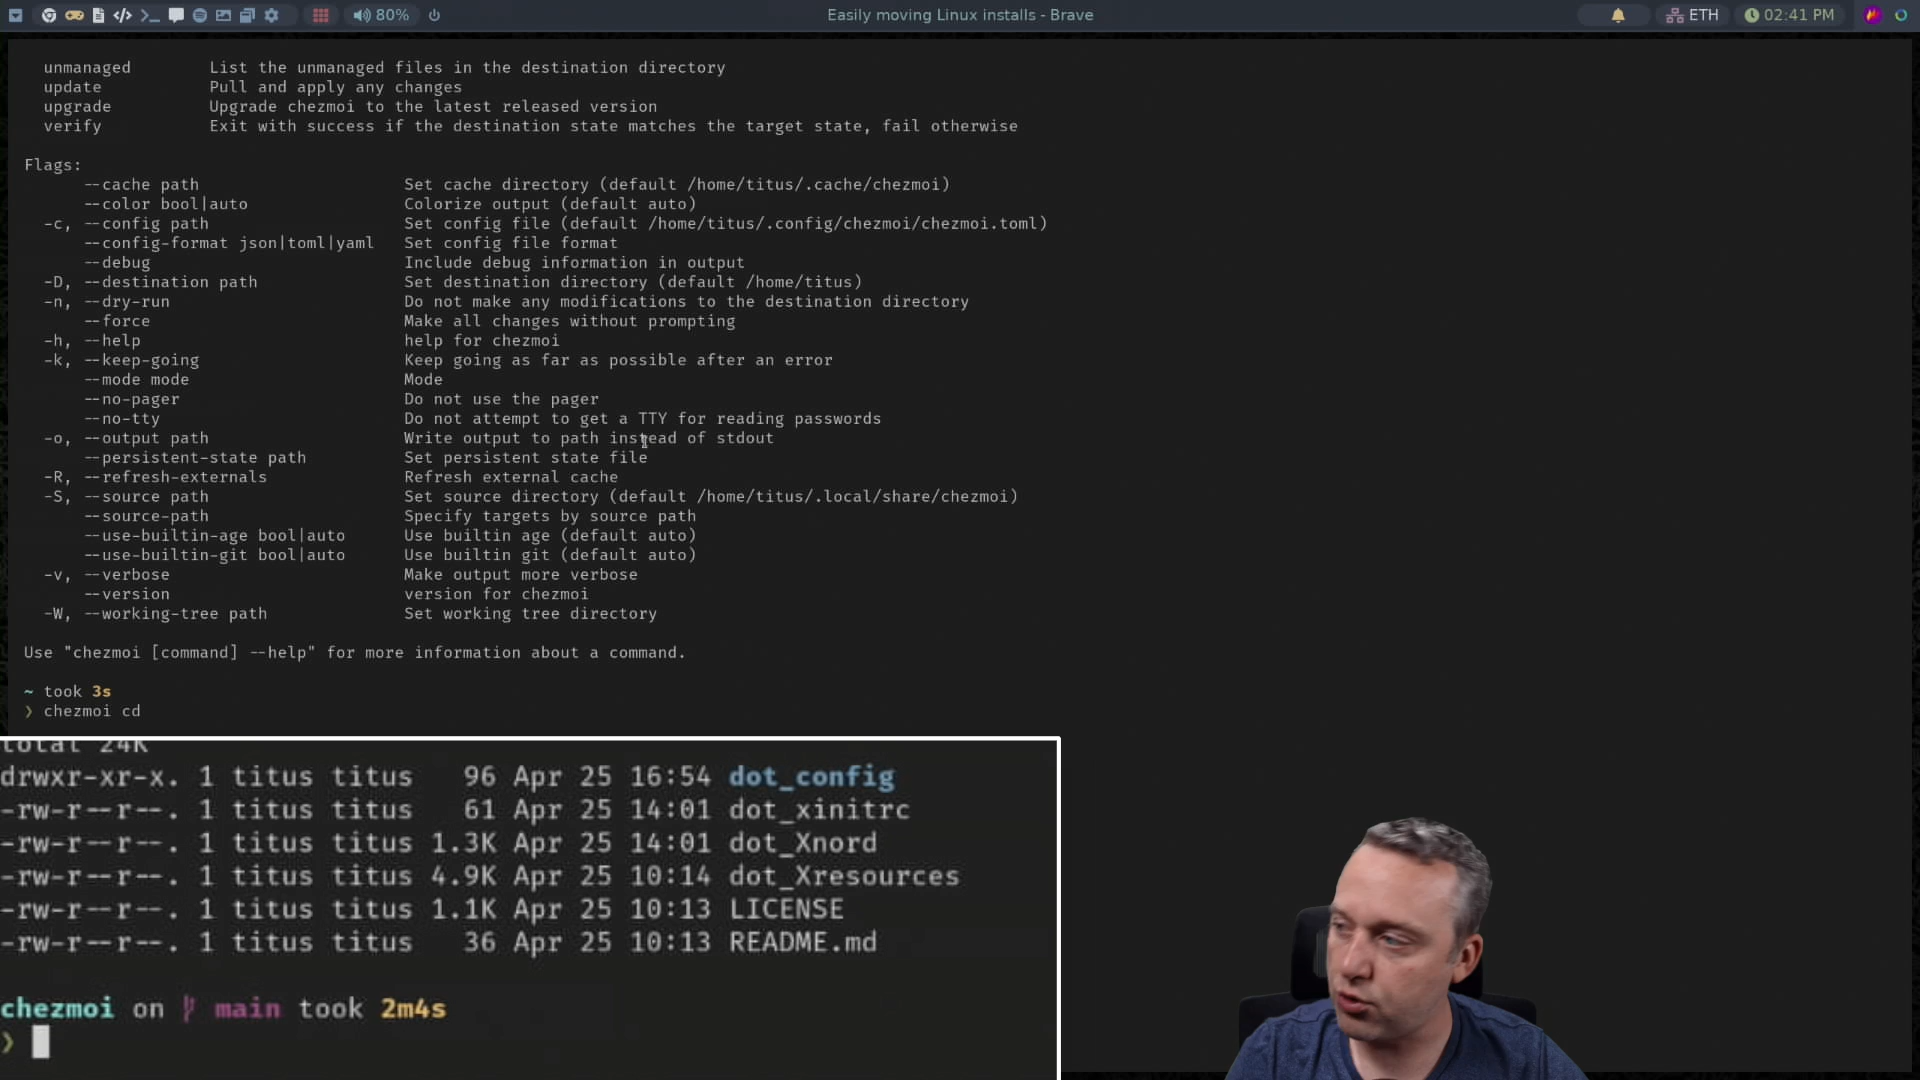 80%
Easily moving Linux installs - Brave
ETH
02:41 PM
unmanaged List the unmanaged files in the destination directory
update Pull and apply any changes
upgrade Upgrade chezmoi to the latest released version
verify Exit with success if the destination state matches the target state, fail otherwise
Flags:
--cache path Set cache directory (default /home/titus/.cache/chezmoi)
--color bool|auto Colorize output (default auto)
-c, --config path Set config file (default /home/titus/.config/chezmoi/chezmoi.toml)
--config-format json|toml|yaml Set config file format
--debug Include debug information in output
-D, --destination path Set destination directory (default /home/titus)
-n, --dry-run Do not make any modifications to the destination directory
--force Make all changes without prompting
-h, --help help for chezmoi
-k, --keep-going Keep going as far as possible after an error
--mode mode Mode
--no-pager Do not use the pager
--no-tty Do not attempt to get a TTY for reading passwords
-o, --output path Write output to path instead of stdout
--persistent-state path Set persistent state file
-R, --refresh-externals Refresh external cache
-S, --source path Set source directory (default /home/titus/.local/share/chezmoi)
--source-path Specify targets by source path
--use-builtin-age bool|auto Use builtin age (default auto)
--use-builtin-git bool|auto Use builtin git (default auto)
-v, --verbose Make output more verbose
--version version for chezmoi
-W, --working-tree path Set working tree directory
Use "chezmoi [command] --help" for more information about a command.
~ took 3s
❯ chezmoi cd
total 24K
drwxr-xr-x. 1 titus titus 96 Apr 25 16:54 dot_config
-rw-r--r--. 1 titus titus 61 Apr 25 14:01 dot_xinitrc
-rw-r--r--. 1 titus titus 1.3K Apr 25 14:01 dot_Xnord
-rw-r--r--. 1 titus titus 4.9K Apr 25 10:14 dot_Xresources
-rw-r--r--. 1 titus titus 1.1K Apr 25 10:13 LICENSE
-rw-r--r--. 1 titus titus 36 Apr 25 10:13 README.md
chezmoi on main took 2m4s
❯